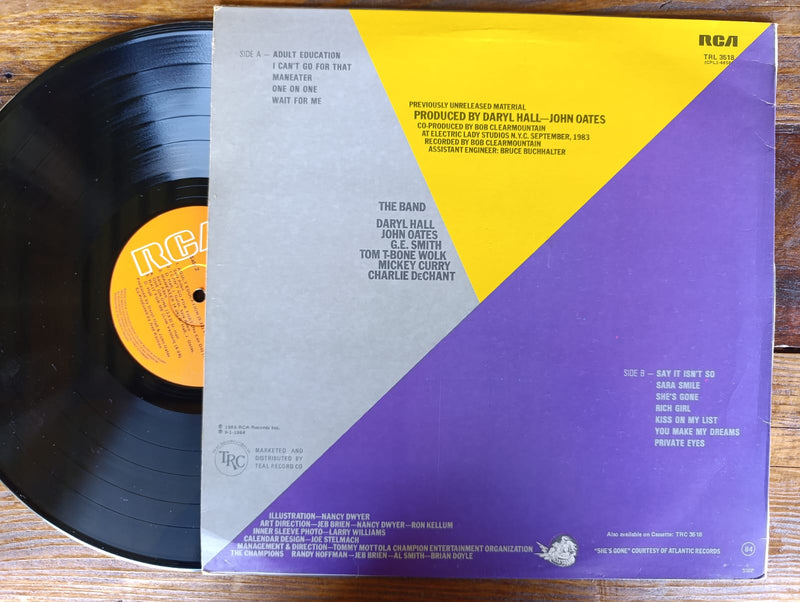 SIDE A — ADULT EDUCATION
I CAN'T GO FOR THAT
MANEATER
ONE ON ONE
WAIT FOR ME
RCA
TRL 3518
PREVIOUSLY UNRELEASED MATERIAL
PRODUCED BY DARYL HALL—JOHN OATES
CO-PRODUCED BY BOB CLEARMOUNTAIN
AT ELECTRIC LADY STUDIOS N.Y.C. SEPTEMBER, 1983
RECORDED BY BOB CLEARMOUNTAIN
ASSISTANT ENGINEER: BRUCE BUCHHALTER
THE BAND
DARYL HALL
JOHN OATES
G.E. SMITH
TOM T-BONE WOLK
MICKEY CURRY
CHARLIE DeCHANT
RCA
SIDE B — SAY IT ISN'T SO
SARA SMILE
SHE'S GONE
RICH GIRL
KISS ON MY LIST
YOU MAKE MY DREAMS
PRIVATE EYES
RCA Records Inc.
TRC
MARKETED AND
DISTRIBUTED BY
TEAL RECORD CO
ILLUSTRATION—NANCY DWYER
ART DIRECTION—JEB BRIEN—NANCY DWYER—RON KELLUM
INNER SLEEVE PHOTO—LARRY WILLIAMS
CALENDAR DESIGN—JOE STELMACH
MANAGEMENT & DIRECTION—TOMMY MOTTOLA CHAMPION ENTERTAINMENT ORGANIZATION
THE CHAMPIONS RANDY HOFFMAN—JEB BRIEN—AL SMITH—BRIAN DOYLE
Also available on Cassette: TRC 3518
"SHE'S GONE" COURTESY OF ATLANTIC RECORDS